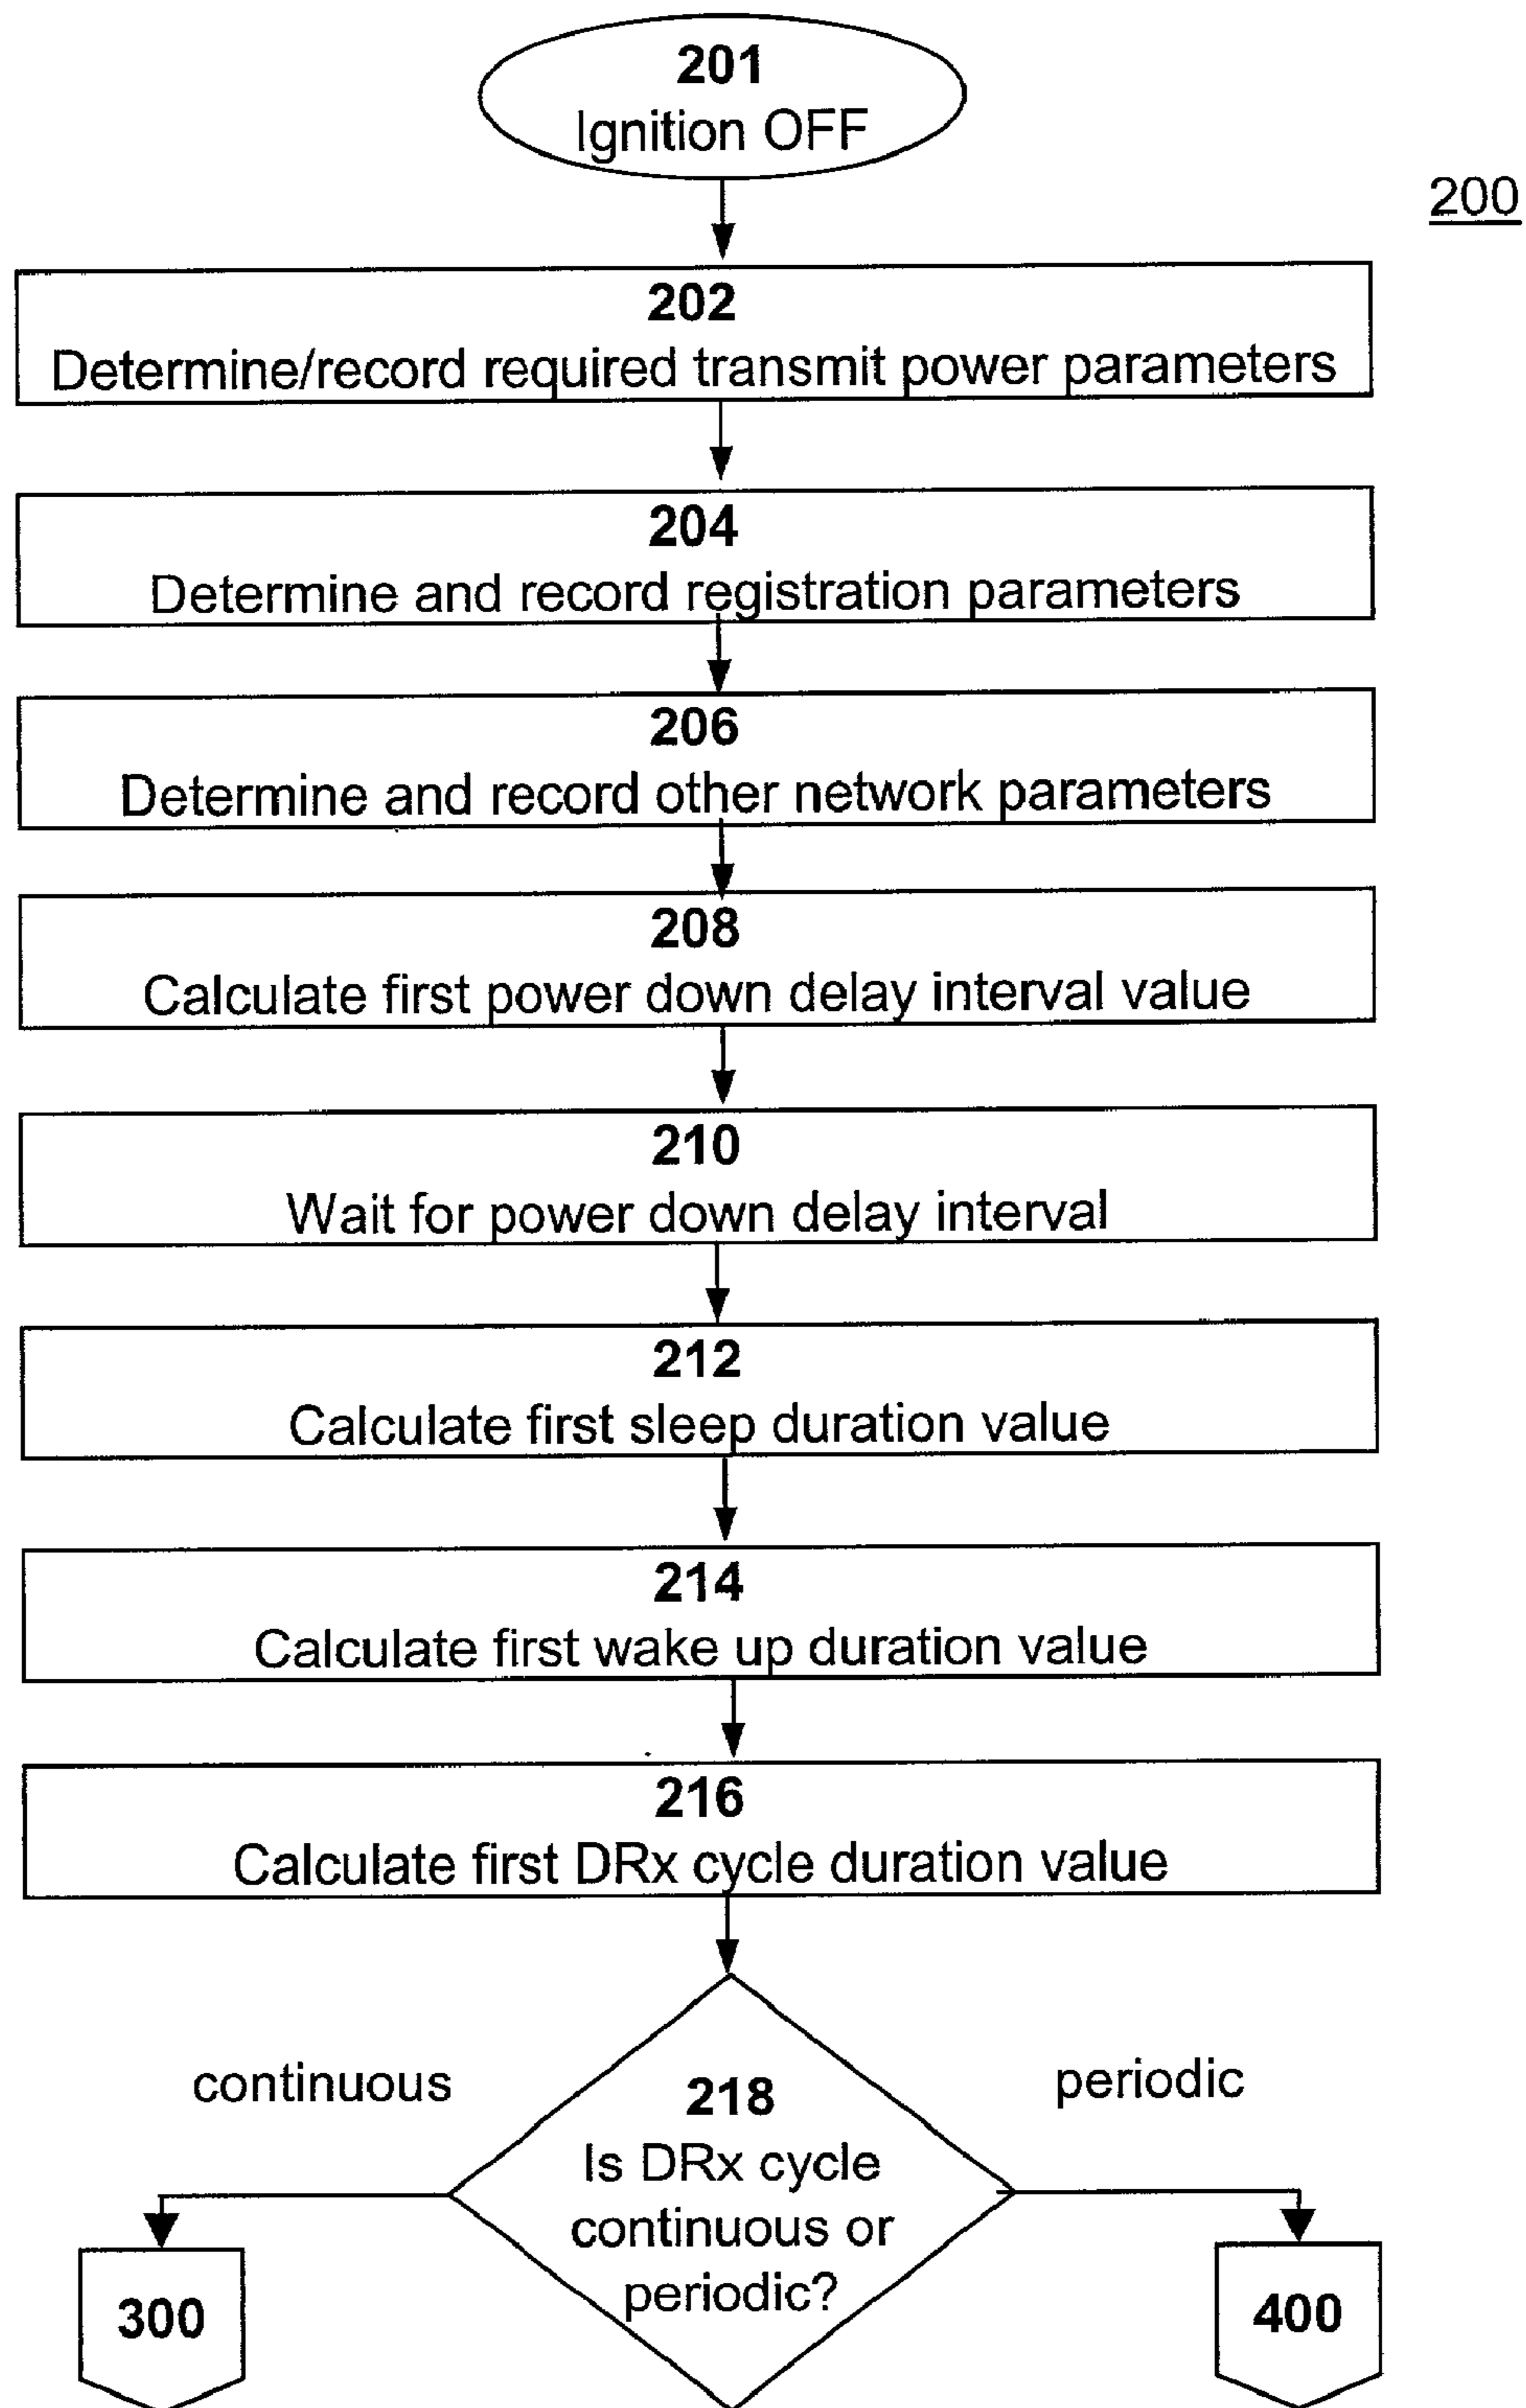 201
Ignition OFF
200
202
Determine/record required transmit power parameters
204
Determine and record registration parameters
206
Determine and record other network parameters
208
Calculate first power down delay interval value
210
Wait for power down delay interval
212
Calculate first sleep duration value
214
Calculate first wake up duration value
216
Calculate first DRx cycle duration value
continuous
periodic
218
Is DRx cycle
continuous or
periodic?
300
400